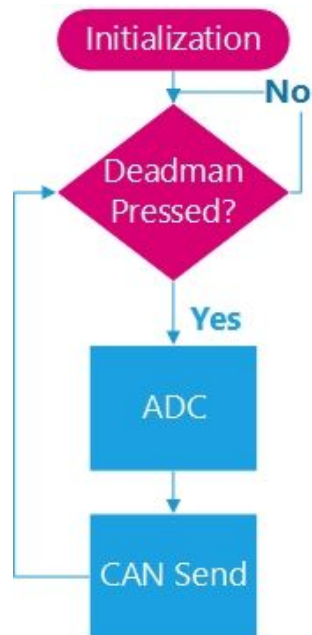 Initialization
No
Deadman
Pressed?
Yes
ADC
CAN Send